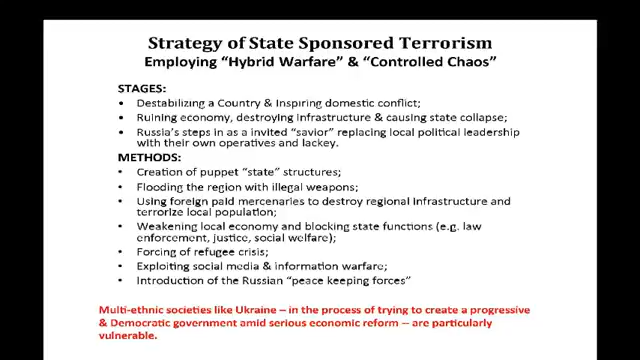 Strategy of State Sponsored Terrorism
Employing “Hybrid Warfare” & “Controlled Chaos”
STAGES:
• Destabilizing a Country & Inspiring domestic conflict;
• Ruining economy, destroying infrastructure & causing state collapse;
• Russia’s steps in as a invited “savior” replacing local political leadership
with their own operatives and lackey.
METHODS:
• Creation of puppet “state” structures;
• Flooding the region with illegal weapons;
• Using foreign paid mercenaries to destroy regional infrastructure and
terrorize local population;
• Weakening local economy and blocking state functions (e.g. law
enforcement, justice, social welfare);
• Forcing of refugee crisis;
• Exploiting social media & information warfare;
• Introduction of the Russian “peace keeping forces”
Multi-ethnic societies like Ukraine – in the process of trying to create a progressive
& Democratic government amid serious economic reform -- are particularly
vulnerable.